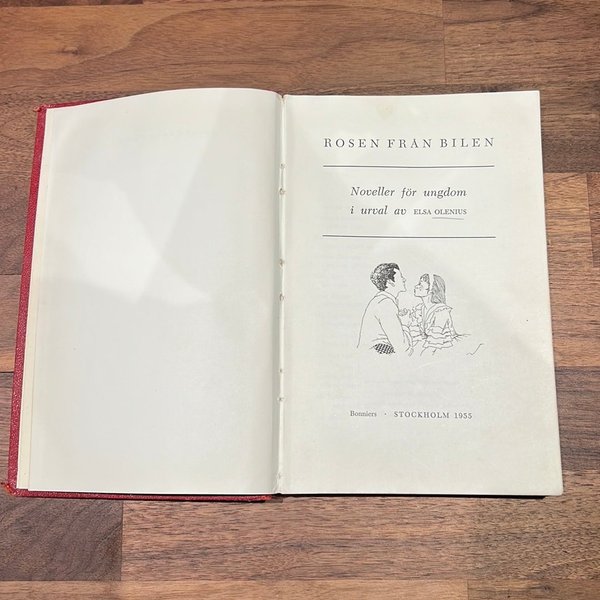 ROSEN FRÅN BILEN
Noveller för ungdom
i urval av ELSA OLENIUS
Bonniers · STOCKHOLM 1955